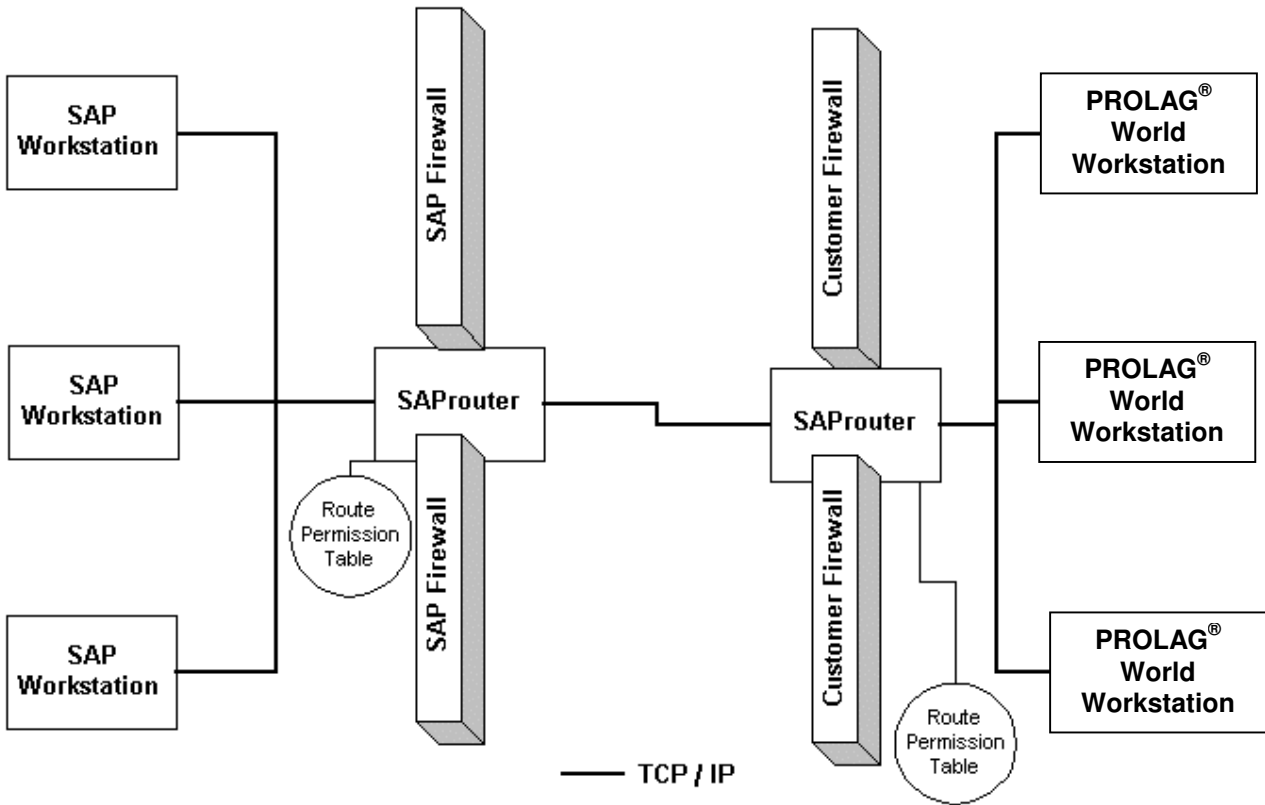 SAP
Workstation
SAP Firewall
Customer Firewall
PROLAG®
World
Workstation
SAP
Workstation
SAProuter
SAProuter
PROLAG®
World
Workstation
Route
Permission
Table
SAP Firewall
Customer Firewall
SAP
Workstation
PROLAG®
World
Workstation
Route
Permission
Table
TCP / IP